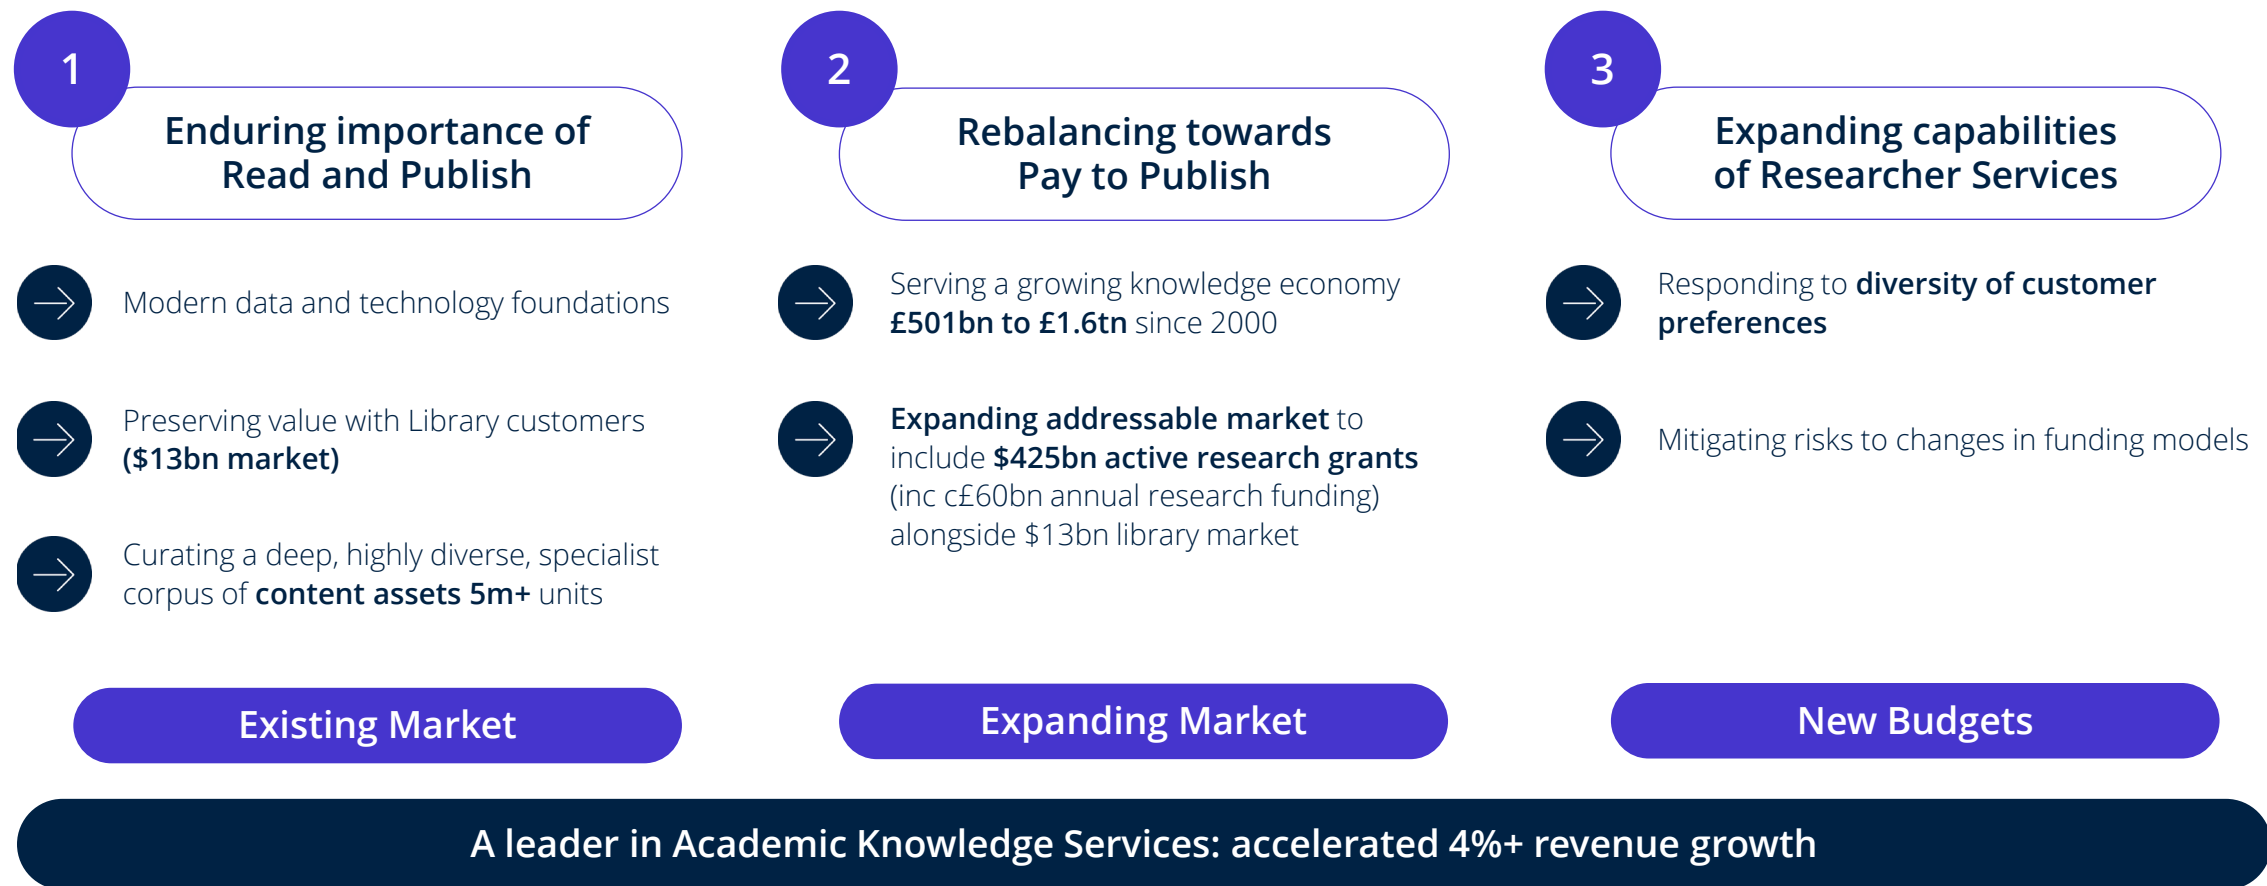 1
Enduring importance of
Read and Publish
Modern data and technology foundations
Preserving value with Library customers
($13bn market)
Curating a deep, highly diverse, specialist
corpus of content assets 5m+ units
Existing Market
2
Rebalancing towards
Pay to Publish
Serving a growing knowledge economy
£501bn to £1.6tn since 2000
Expanding addressable market to
include $425bn active research grants
(inc c£60bn annual research funding)
alongside $13bn library market
Expanding Market
3
Expanding capabilities
of Researcher Services
Responding to diversity of customer
preferences
Mitigating risks to changes in funding models
New Budgets
A leader in Academic Knowledge Services: accelerated 4%+ revenue growth